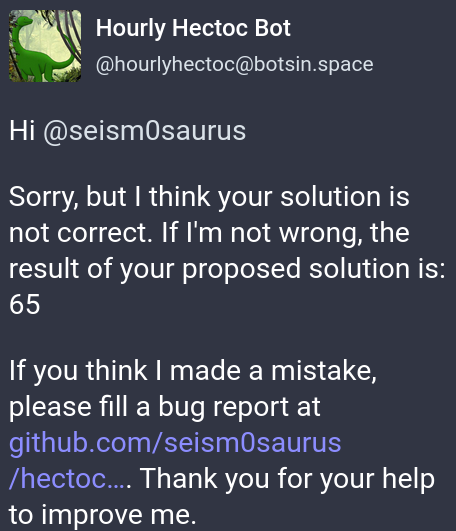 Hourly Hectoc Bot
@hourlyhectoc@botsin.space
Hi @seism0saurus
Sorry, but I think your solution is
not correct. If I'm not wrong, the
result of your proposed solution is:
65
If you think I made a mistake,
please fill a bug report at
github.com/seism0saurus
/hectoc.... Thank you for your help
to improve me.